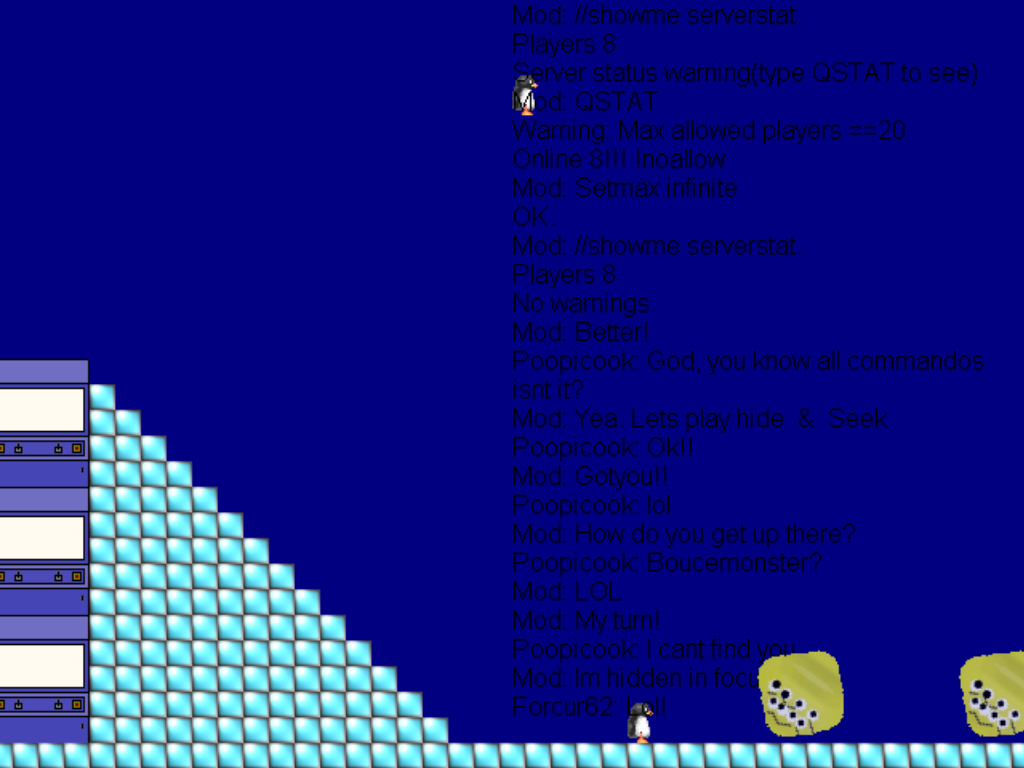 Mod: //showme serverstat
Players 8
Server status warning(type QSTAT to see)
Mod: QSTAT
Warning: Max allowed players ==20
Online 8!!! !noallow
Mod: Setmax infinite
OK.
Mod: //showme serverstat
Players 8
No warnings
Mod: Better!
Poopicook: God, you know all commandos
isnt it?
Mod: Yea. Lets play hide & Seek
Poopicook: Ok!!
Mod: Gotyou!!
Poopicook: lol
Mod: How do you get up there?
Poopicook: Boucemonster?
Mod: LOL
Mod: My turn!
Poopicook: I cant find you
Mod: Im hidden in
Forcur62: